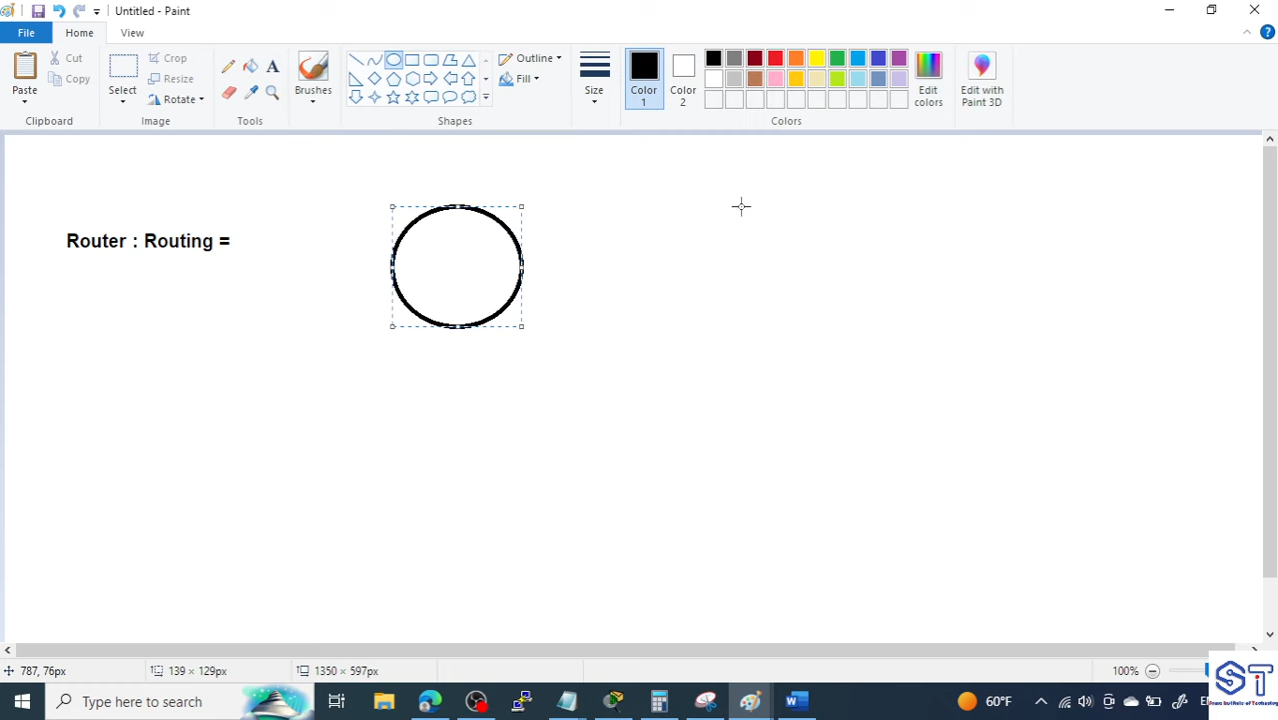 Untitled - Paint
File Home View
Paste
Cut
Copy
Clipboard
Select
Crop
Resize
Rotate
Image
A
Tools
Brushes
Outline
Fill
Shapes
Size
Color 1
Color 2
Edit colors
Colors
Edit with Paint 3D
Router : Routing =
787, 76px
139 × 129px
1350 × 597px
100%
Type here to search
60°F